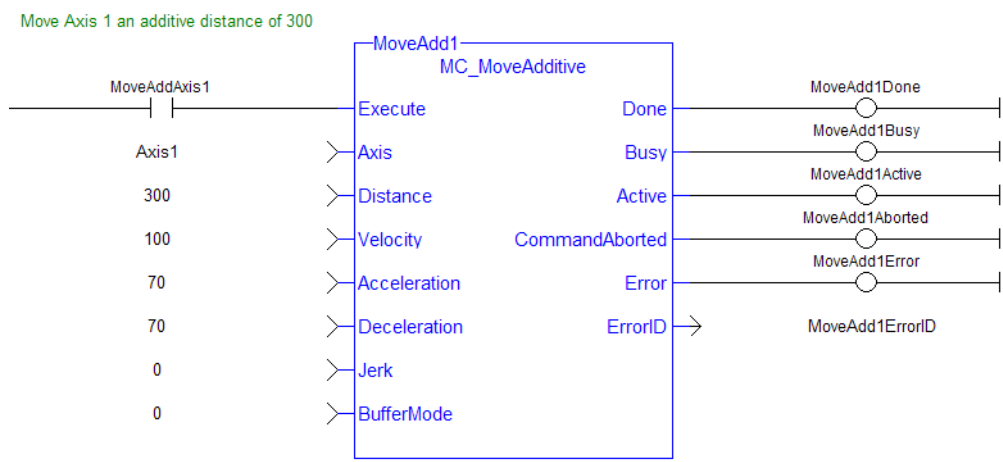 Move Axis 1 an additive distance of 300
MoveAdd1
MC_MoveAdditive
MoveAddAxis1
Execute
Done
MoveAdd1Done
Axis1
Axis
Busy
MoveAdd1Busy
300
Distance
Active
MoveAdd1Active
100
Velocity
CommandAborted
MoveAdd1Aborted
70
Acceleration
Error
MoveAdd1Error
70
Deceleration
ErrorID
MoveAdd1ErrorID
0
Jerk
0
BufferMode